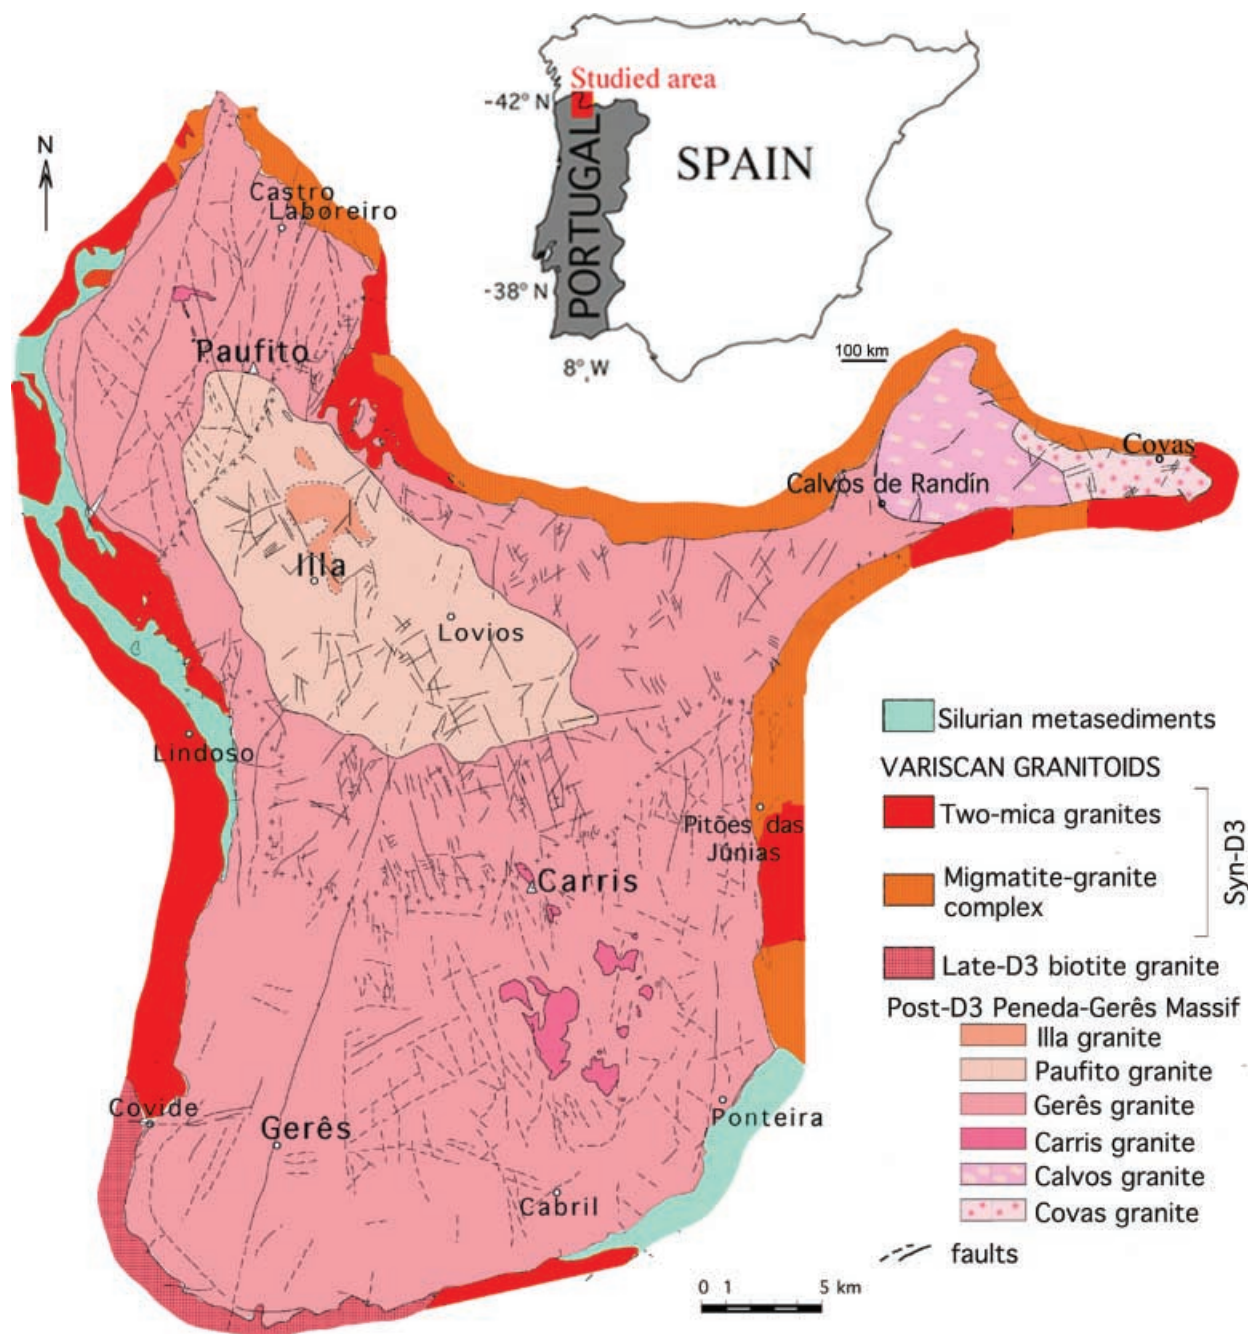 Studied area
-42° N
N
PORTUGAL
SPAIN
Castro
Laboreiro
-38° N
8° W
100 km
Paufito
Covas
Calvos de Randín
Illa
Lovios
Silurian metasediments
Lindoso
VARISCAN GRANITOIDS
Two-mica granites
Pitões das
Júnias
Syn-D3
Carris
Migmatite-granite
complex
Late-D3 biotite granite
Post-D3 Peneda-Gerês Massif
Illa granite
Paufito granite
Covide
Gerês granite
Ponteira
Gerês
Carris granite
Calvos granite
Cabril
Covas granite
faults
0 1 5 km